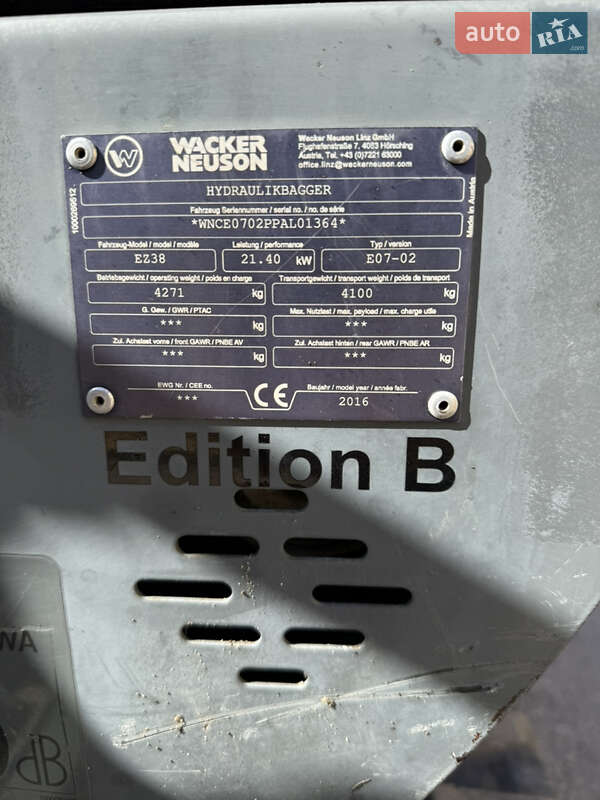 auto RIA .com
W
WACKER
NEUSON
Wacker Neuson Linz GmbH
Flughafenstraße 7, 4063 Hörsching
Austria, Tel. +43 (0)7221 63000
office.linz@wackerneuson.com
HYDRAULIKBAGGER
Fahrzeug Seriennummer / serial no. / no. de série
*WNCE0702PPAL01364*
Fahrzeug-Model / model / modèle
Leistung / performance
Typ / version
EZ38
21.40 kW
E07-02
Betriebsgewicht / operating weight / poids en charge
Transportgewicht / transport weight / poids de transport
4271 kg
4100 kg
G. Gew. / GWR / PTAC
Max. Nutzlast / max. payload / max. charge utile
*** kg
*** kg
Zul. Achslast vorne / front GAWR / PNBE AV
Zul. Achslast hinten / rear GAWR / PNBE AR
*** kg
*** kg
EWG Nr. / CEE no.
***
CE
Baujahr / model year / année fabr.
2016
1000269512
Made in Austria
Edition B
WA
dB